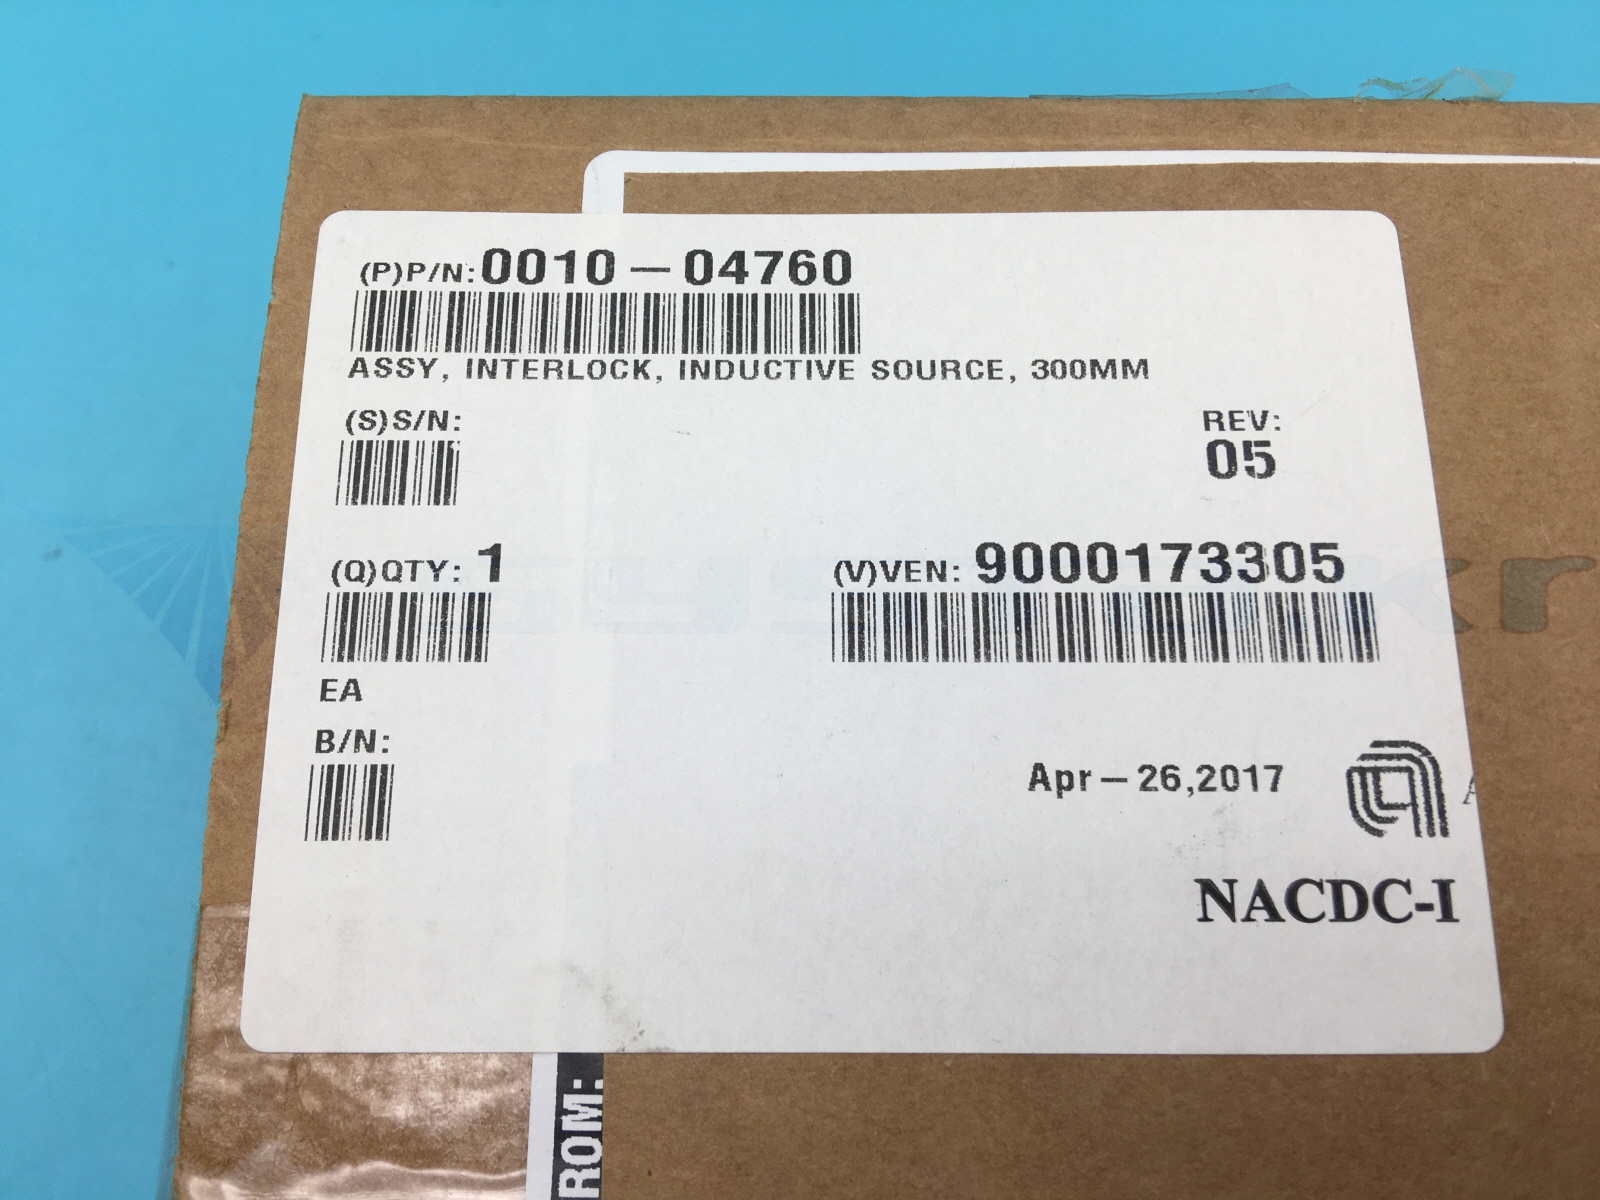 (P)P/N: 0010-04760
ASSY, INTERLOCK, INDUCTIVE SOURCE, 300MM
(S)S/N:
REV:
05
(Q)QTY: 1
(V)VEN: 9000173305
EA
B/N:
Apr-26,2017
NACDC-I
ROM: